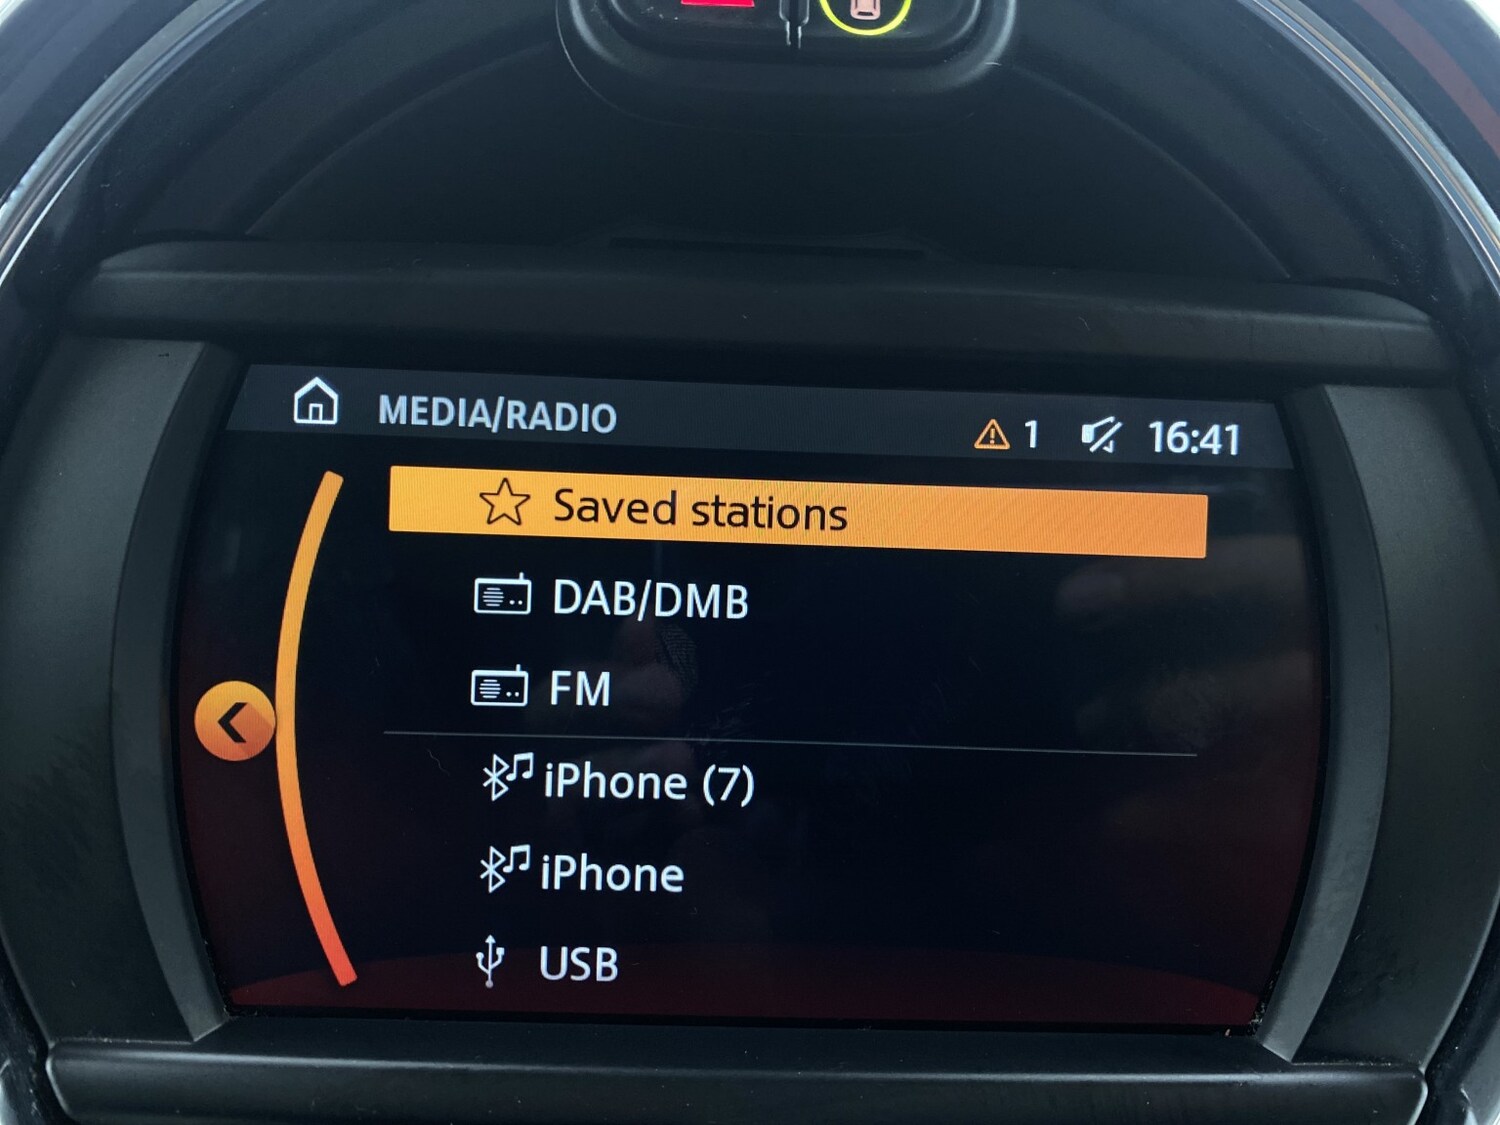 MEDIA/RADIO 1 16:41
Saved stations
DAB/DMB
FM
iPhone (7)
iPhone
USB